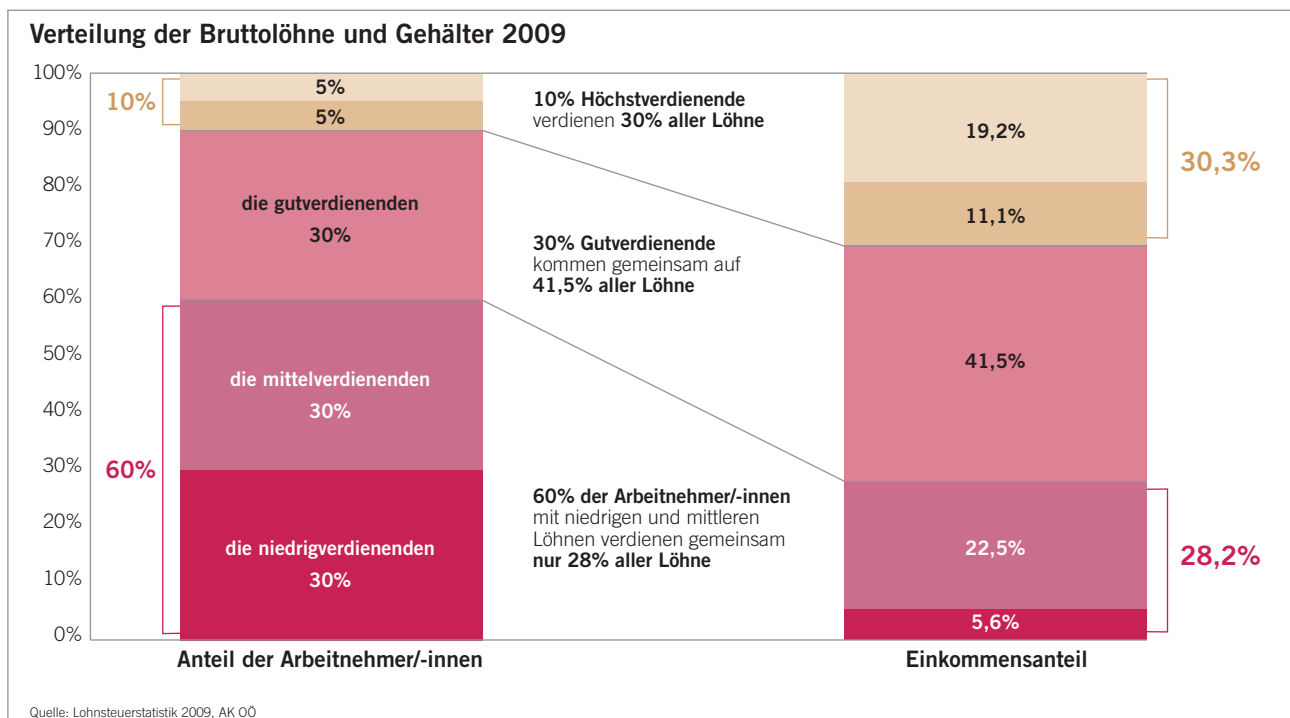 Verteilung der Bruttolöhne und Gehälter 2009
100%
90%
80%
70%
60%
50%
40%
30%
20%
10%
0%
10%
60%
5%
5%
die gutverdienenden
30%
die mittelverdienenden
30%
die niedrigverdienenden
30%
Anteil der Arbeitnehmer/-innen
10% Höchstverdienende
verdienen 30% aller Löhne
30% Gutverdienende
kommen gemeinsam auf
41,5% aller Löhne
60% der Arbeitnehmer/-innen
mit niedrigen und mittleren
Löhnen verdienen gemeinsam
nur 28% aller Löhne
19,2%
11,1%
41,5%
22,5%
5,6%
Einkommensanteil
30,3%
28,2%
Quelle: Lohnsteuerstatistik 2009, AK OÖ